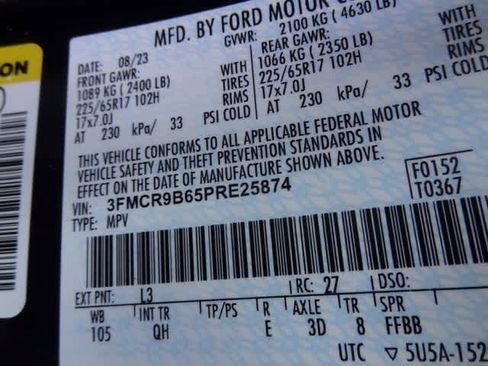 ON
MFD. BY FORD MOTOR
DATE: 08/23 GVWR: 2100 KG (4630 LB)
FRONT GAWR: REAR GAWR:
1089 KG (2400 LB) WITH 1066 KG (2350 LB) WITH
225/65R17 102H TIRES 225/65R17 102H TIRES
17x7.0J RIMS 17x7.0J RIMS
AT 230 kPa/ 33 PSI COLD AT 230 kPa/ 33 PSI COLD
THIS VEHICLE CONFORMS TO ALL APPLICABLE FEDERAL MOTOR
VEHICLE SAFETY AND THEFT PREVENTION STANDARDS IN
EFFECT ON THE DATE OF MANUFACTURE SHOWN ABOVE.
VIN: 3FMCR9B65PRE25874
TYPE: MPV
F0152
T0367
EXT PNT: L3 RC: 27 DSO:
WB INT TR TP/PS R AXLE TR SPR
105 QH E 3D 8 FFBB
UTC ▽5U5A-152